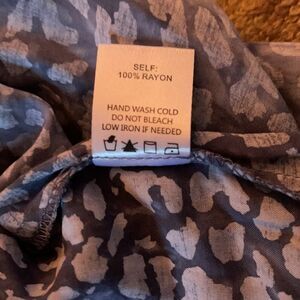 SELF:
100% RAYON
HAND WASH COLD
DO NOT BLEACH
LOW IRON IF NEEDED